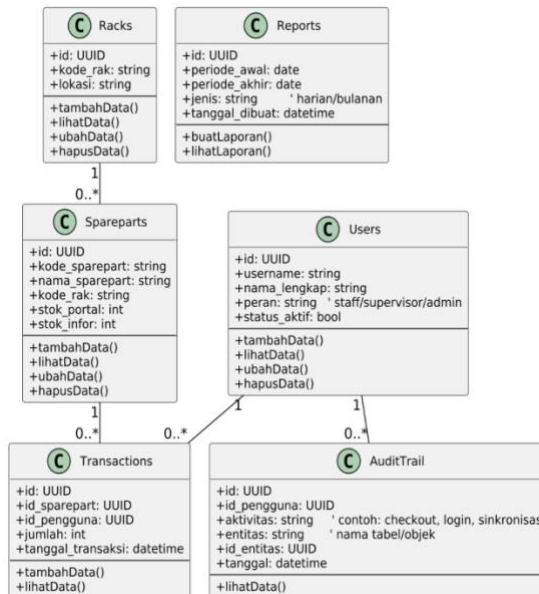 C Racks
+id: UUID
+kode_rak: string
+lokasi: string
+tambahData()
+lihatData()
+ubahData()
+hapusData()
C Reports
+id: UUID
+periode_awal: date
+periode_akhir: date
+jenis: string ' harian/bulanan
+tanggal_dibuat: datetime
+buatLaporan()
+lihatLaporan()
1
0..*
C Spareparts
+id: UUID
+kode_sparepart: string
+nama_sparepart: string
+kode_rak: string
+stok_portal: int
+stok_infor: int
+tambahData()
+lihatData()
+ubahData()
+hapusData()
C Users
+id: UUID
+username: string
+nama_lengkap: string
+peran: string ' staff/supervisor/admin
+status_aktif: bool
+tambahData()
+lihatData()
+ubahData()
+hapusData()
1
0..*
1
0..*
1
0..*
C Transactions
+id: UUID
+id_sparepart: UUID
+id_pengguna: UUID
+jumlah: int
+tanggal_transaksi: datetime
+tambahData()
+lihatData()
C AuditTrail
+id: UUID
+id_pengguna: UUID
+aktivitas: string ' contoh: checkout, login, sinkronisas
+entitas: string ' nama tabel/objek
+id_entitas: UUID
+tanggal: datetime
+lihatData()